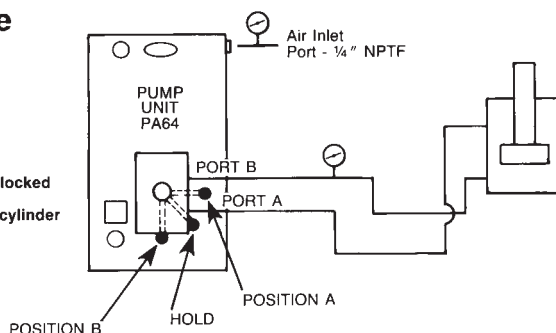 e
Air Inlet
Port - ¼" NPTF
PUMP
UNIT
PA64
PORT B
locked
PORT A
cylinder
POSITION A
HOLD
POSITION B